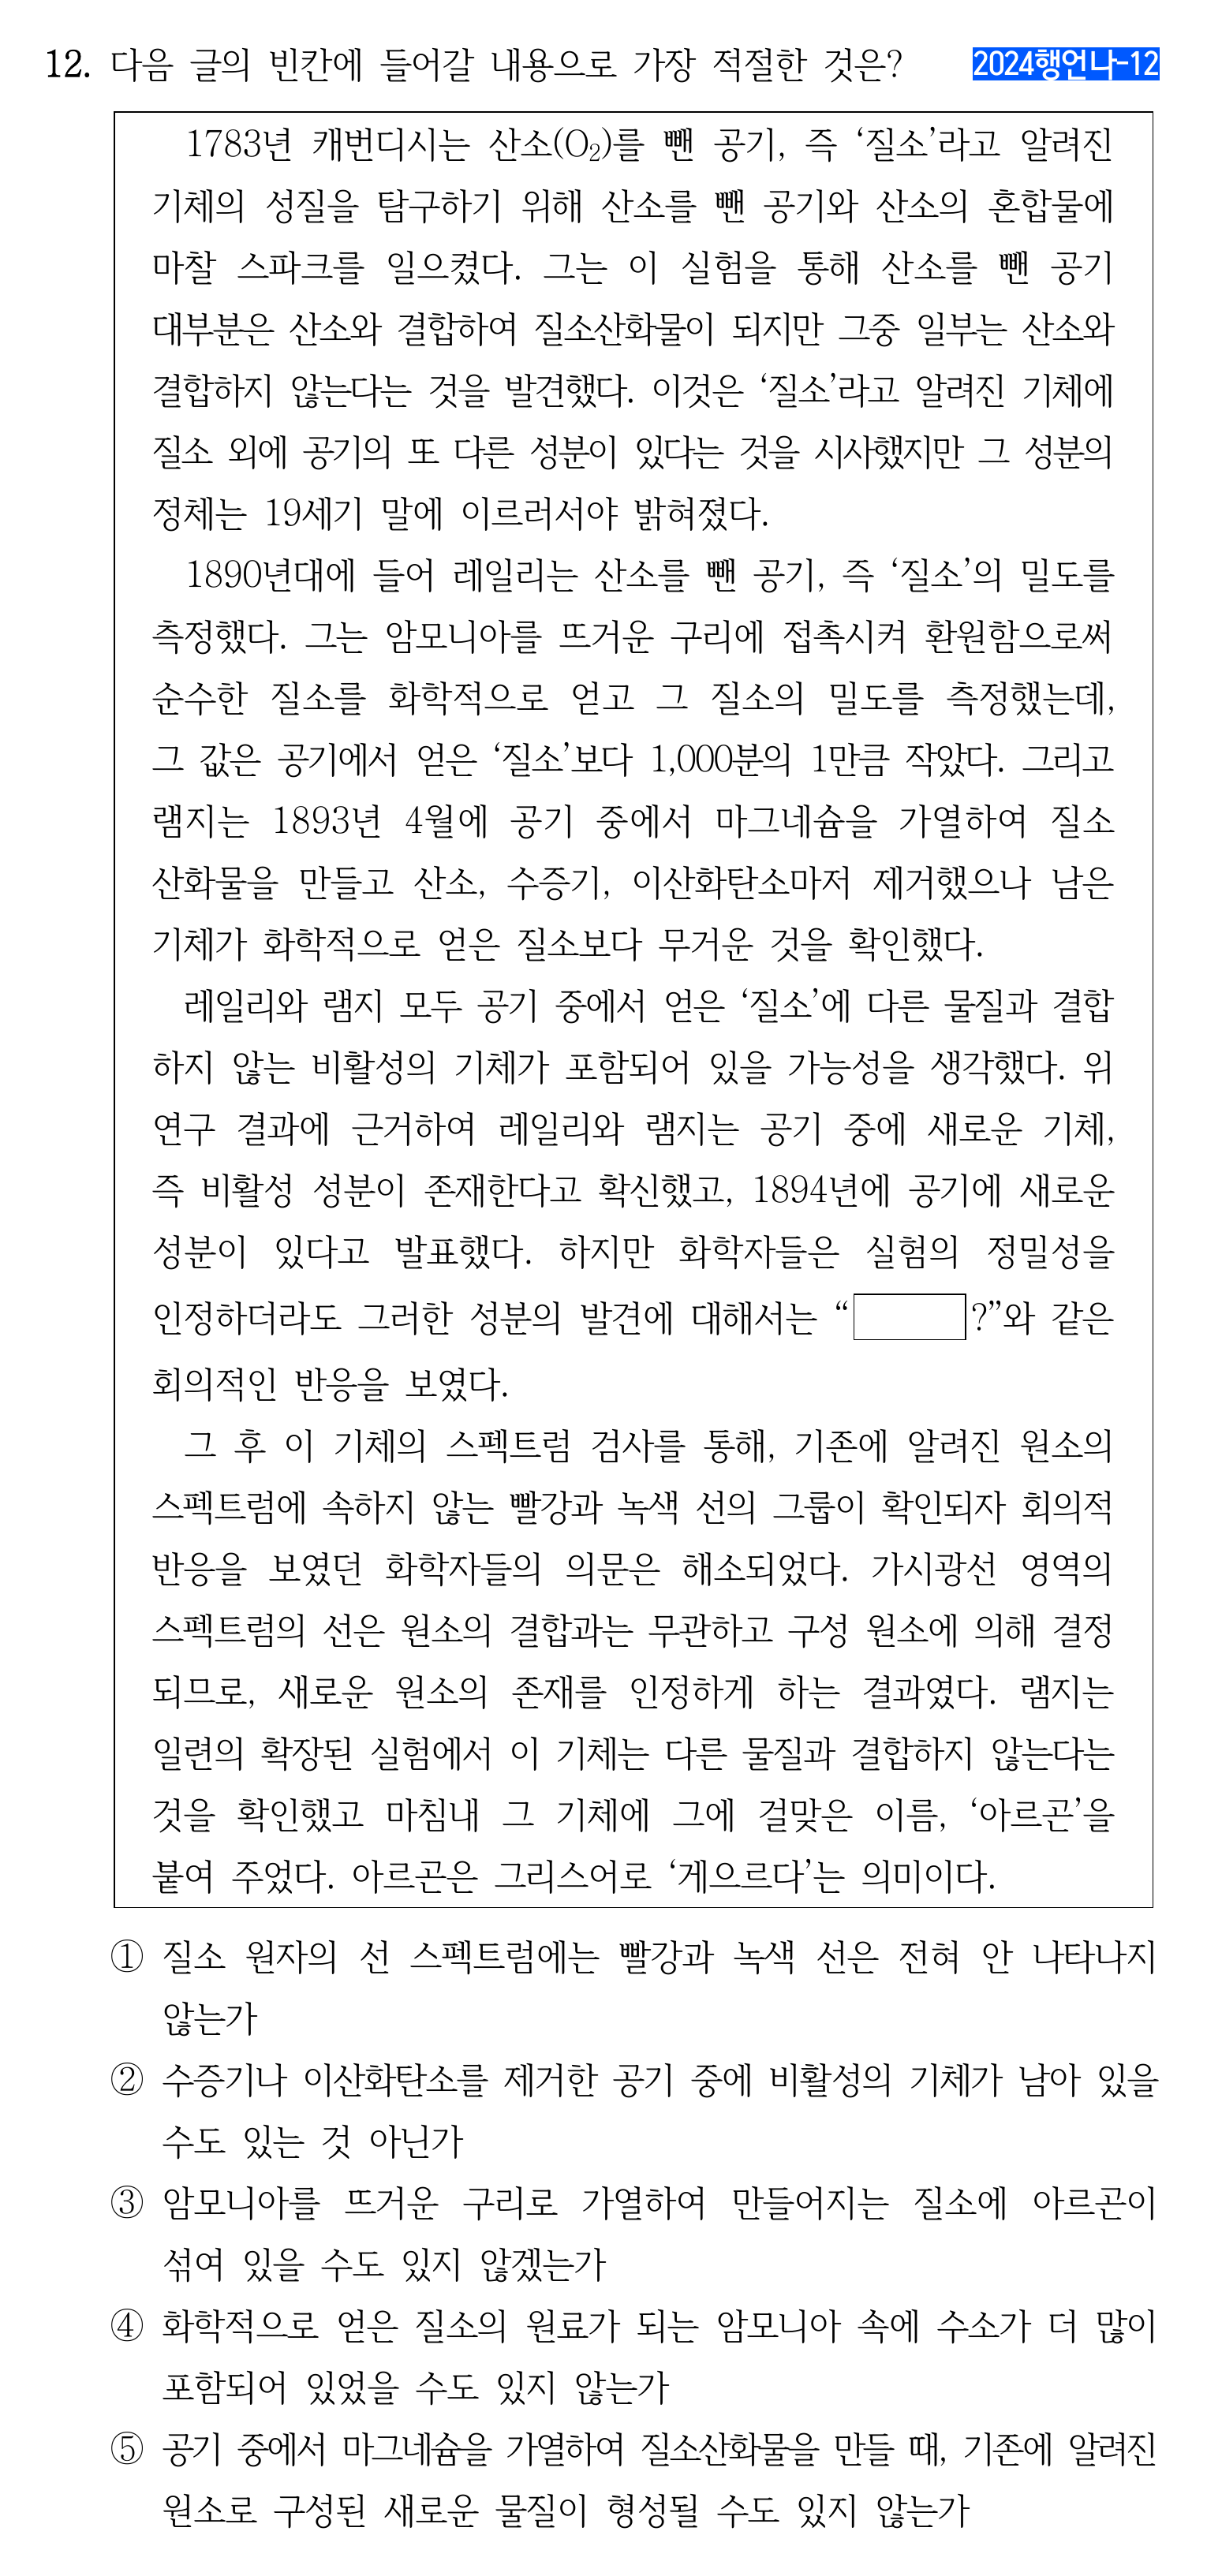 12. 다음 글의 빈칸에 들어갈 내용으로 가장 적절한 것은? 2024행언나-12
1783년 캐번디시는 산소(O₂)를 뺀 공기, 즉 ‘질소’라고 알려진
기체의 성질을 탐구하기 위해 산소를 뺀 공기와 산소의 혼합물에
마찰 스파크를 일으켰다. 그는 이 실험을 통해 산소를 뺀 공기
대부분은 산소와 결합하여 질소산화물이 되지만 그중 일부는 산소와
결합하지 않는다는 것을 발견했다. 이것은 ‘질소’라고 알려진 기체에
질소 외에 공기의 또 다른 성분이 있다는 것을 시사했지만 그 성분의
정체는 19세기 말에 이르러서야 밝혀졌다.
1890년대에 들어 레일리는 산소를 뺀 공기, 즉 ‘질소’의 밀도를
측정했다. 그는 암모니아를 뜨거운 구리에 접촉시켜 환원함으로써
순수한 질소를 화학적으로 얻고 그 질소의 밀도를 측정했는데,
그 값은 공기에서 얻은 ‘질소’보다 1,000분의 1만큼 작았다. 그리고
램지는 1893년 4월에 공기 중에서 마그네슘을 가열하여 질소
산화물을 만들고 산소, 수증기, 이산화탄소마저 제거했으나 남은
기체가 화학적으로 얻은 질소보다 무거운 것을 확인했다.
레일리와 램지 모두 공기 중에서 얻은 ‘질소’에 다른 물질과 결합
하지 않는 비활성의 기체가 포함되어 있을 가능성을 생각했다. 위
연구 결과에 근거하여 레일리와 램지는 공기 중에 새로운 기체,
즉 비활성 성분이 존재한다고 확신했고, 1894년에 공기에 새로운
성분이 있다고 발표했다. 하지만 화학자들은 실험의 정밀성을
인정하더라도 그러한 성분의 발견에 대해서는 “ ?”와 같은
회의적인 반응을 보였다.
그 후 이 기체의 스펙트럼 검사를 통해, 기존에 알려진 원소의
스펙트럼에 속하지 않는 빨강과 녹색 선의 그룹이 확인되자 회의적
반응을 보였던 화학자들의 의문은 해소되었다. 가시광선 영역의
스펙트럼의 선은 원소의 결합과는 무관하고 구성 원소에 의해 결정
되므로, 새로운 원소의 존재를 인정하게 하는 결과였다. 램지는
일련의 확장된 실험에서 이 기체는 다른 물질과 결합하지 않는다는
것을 확인했고 마침내 그 기체에 그에 걸맞은 이름, ‘아르곤’을
붙여 주었다. 아르곤은 그리스어로 ‘게으르다’는 의미이다.
① 질소 원자의 선 스펙트럼에는 빨강과 녹색 선은 전혀 안 나타나지
않는가
② 수증기나 이산화탄소를 제거한 공기 중에 비활성의 기체가 남아 있을
수도 있는 것 아닌가
③ 암모니아를 뜨거운 구리로 가열하여 만들어지는 질소에 아르곤이
섞여 있을 수도 있지 않겠는가
④ 화학적으로 얻은 질소의 원료가 되는 암모니아 속에 수소가 더 많이
포함되어 있었을 수도 있지 않는가
⑤ 공기 중에서 마그네슘을 가열하여 질소산화물을 만들 때, 기존에 알려진
원소로 구성된 새로운 물질이 형성될 수도 있지 않는가